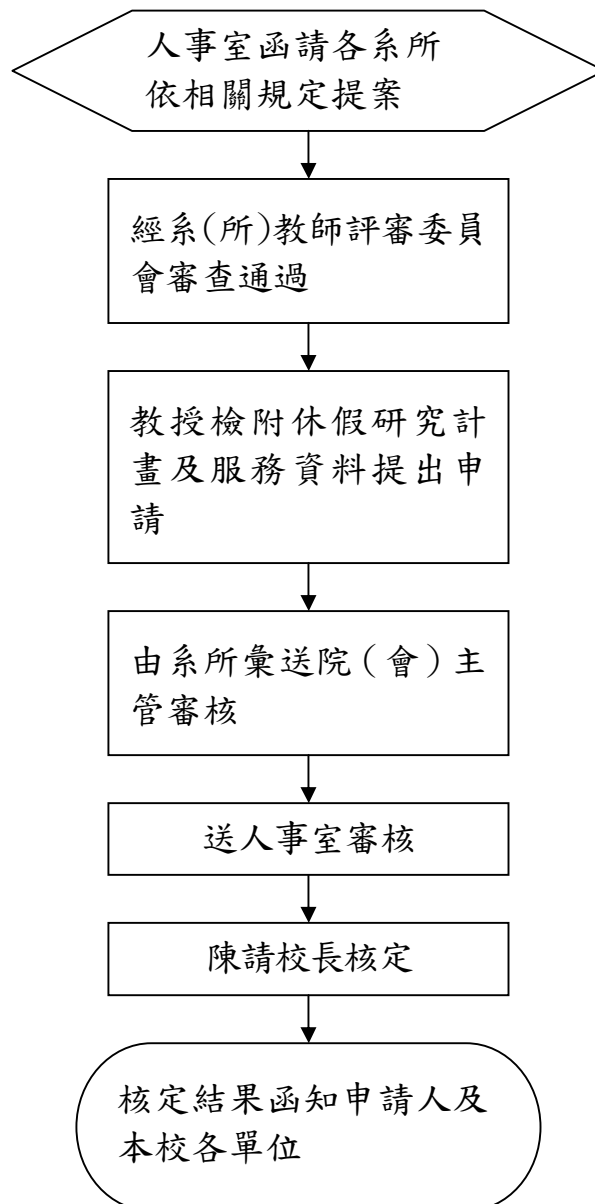 人事室函請各系所
依相關規定提案
經系(所)教師評審委員
會審查通過
教授檢附休假研究計
畫及服務資料提出申
請
由系所彙送院（會）主
管審核
送人事室審核
陳請校長核定
核定結果函知申請人及
本校各單位